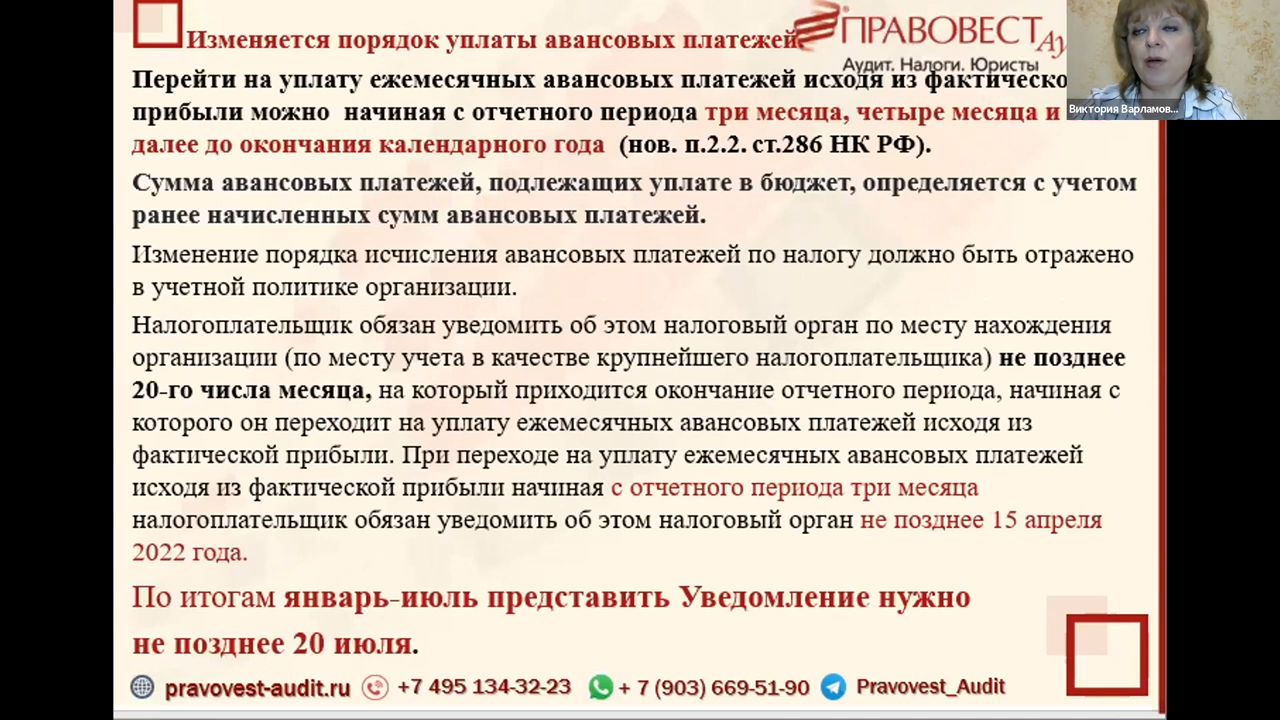 Изменяется порядок уплаты авансовых платежей.
ПРАВОВЕСТ
Аудит. Налоги. Юристы
Перейти на уплату ежемесячных авансовых платежей исходя из
прибыли можно начиная с отчетного периода три месяца, четыре месяца и
далее до окончания календарного года (нов. п.2.2. ст.286 НК РФ).
Сумма авансовых платежей, подлежащих уплате в бюджет, определяется с учетом
ранее начисленных сумм авансовых платежей.
Изменение порядка исчисления авансовых платежей по налогу должно быть отражено
в учетной политике организации.
Налогоплательщик обязан уведомить об этом налоговый орган по месту нахождения
организации (по месту учета в качестве крупнейшего налогоплательщика) не позднее
20-го числа месяца, на который приходится окончание отчетного периода, начиная с
которого он переходит на уплату ежемесячных авансовых платежей исходя из
фактической прибыли. При переходе на уплату ежемесячных авансовых платежей
исходя из фактической прибыли начиная с отчетного периода три месяца
налогоплательщик обязан уведомить об этом налоговый орган не позднее 15 апреля
2022 года.
По итогам январь-июль представить Уведомление нужно
не позднее 20 июля.
pravovest-audit.ru +7 495 134-32-23 + 7 (903) 669-51-90 Pravovest_Audit
Виктория Варламов...